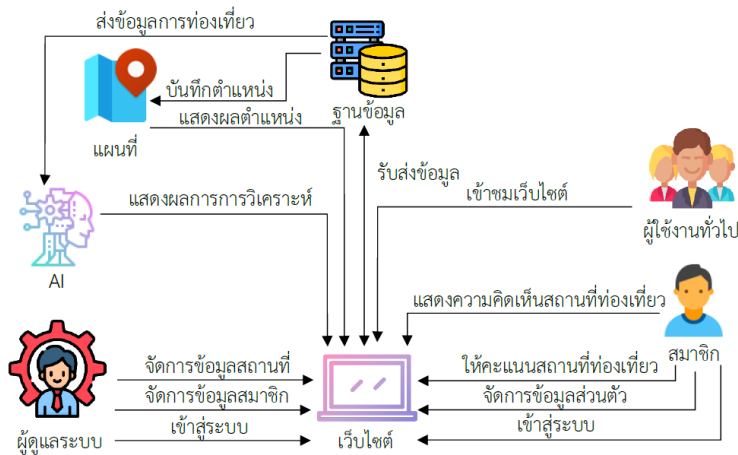 ส่งข้อมูลการท่องเที่ยว
บันทึกตำแหน่ง
ฐานข้อมูล
แสดงผลตำแหน่ง
แผนที่
รับส่งข้อมูล
เข้าชมเว็บไซต์
แสดงผลการการวิเคราะห์
ผู้ใช้งานทั่วไป
AI
แสดงความคิดเห็นสถานที่ท่องเที่ยว
สมาชิก
จัดการข้อมูลสถานที่
ให้คะแนนสถานที่ท่องเที่ยว
จัดการข้อมูลสมาชิก
จัดการข้อมูลส่วนตัว
เข้าสู่ระบบ
เข้าสู่ระบบ
ผู้ดูแลระบบ
เว็บไซต์